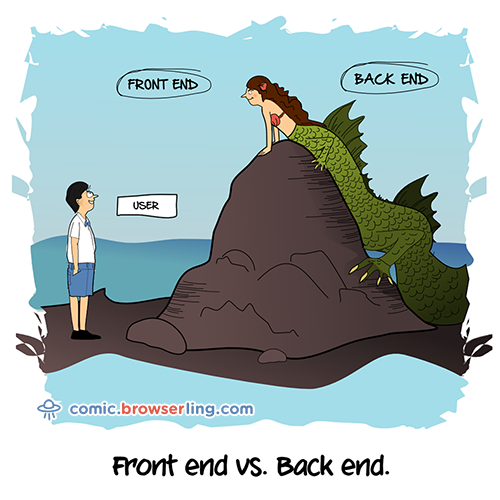 FRONT END
BACK END
USER
comic.browserling.com
Front end vs. Back end.